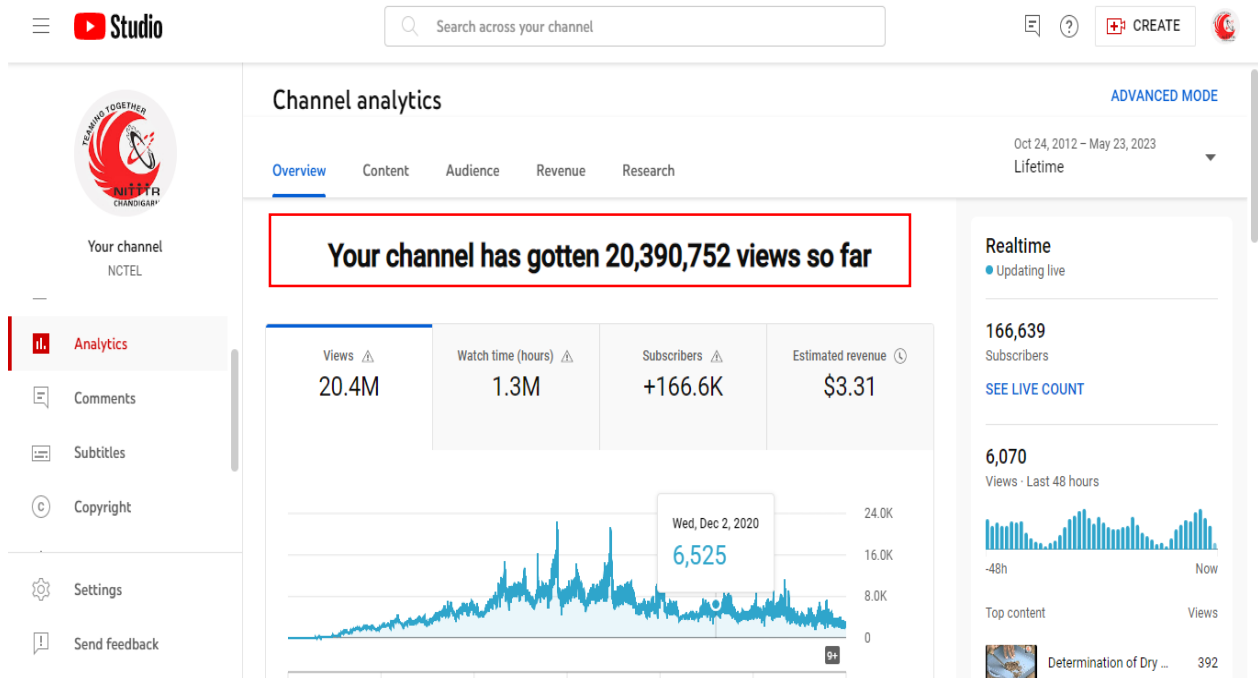 Studio
Search across your channel
CREATE
TEAMING TOGETHER
NITTTR
CHANDIGARH
Your channel
NCTEL
Analytics
Comments
Subtitles
Copyright
Settings
Send feedback
Channel analytics
ADVANCED MODE
Overview
Content
Audience
Revenue
Research
Oct 24, 2012 – May 23, 2023
Lifetime
Your channel has gotten 20,390,752 views so far
Views
20.4M
Watch time (hours)
1.3M
Subscribers
+166.6K
Estimated revenue
$3.31
Wed, Dec 2, 2020
6,525
24.0K
16.0K
8.0K
0
9+
Realtime
Updating live
166,639
Subscribers
SEE LIVE COUNT
6,070
Views · Last 48 hours
-48h
Now
Top content
Views
Determination of Dry ...
392